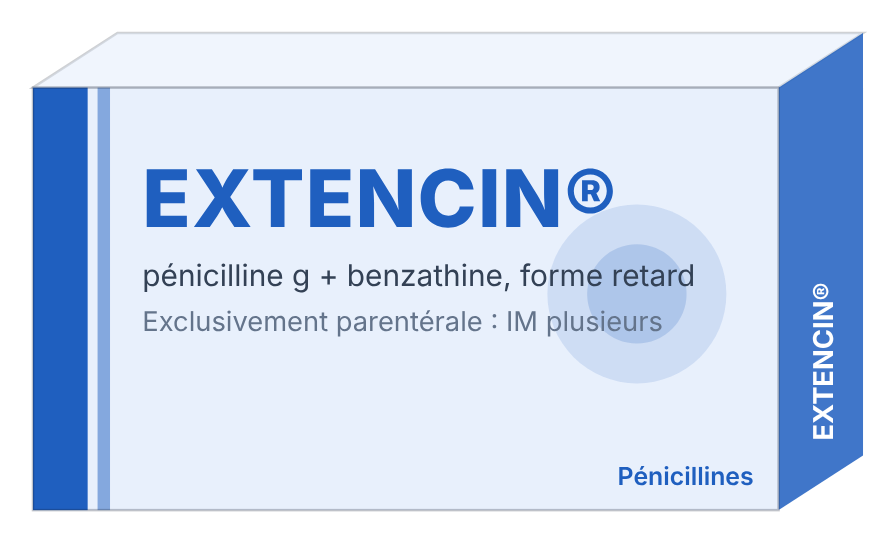 EXTENCIN®
pénicilline g + benzathine, forme retard
Exclusivement parentérale : IM plusieurs
Pénicillines
EXTENCIN®